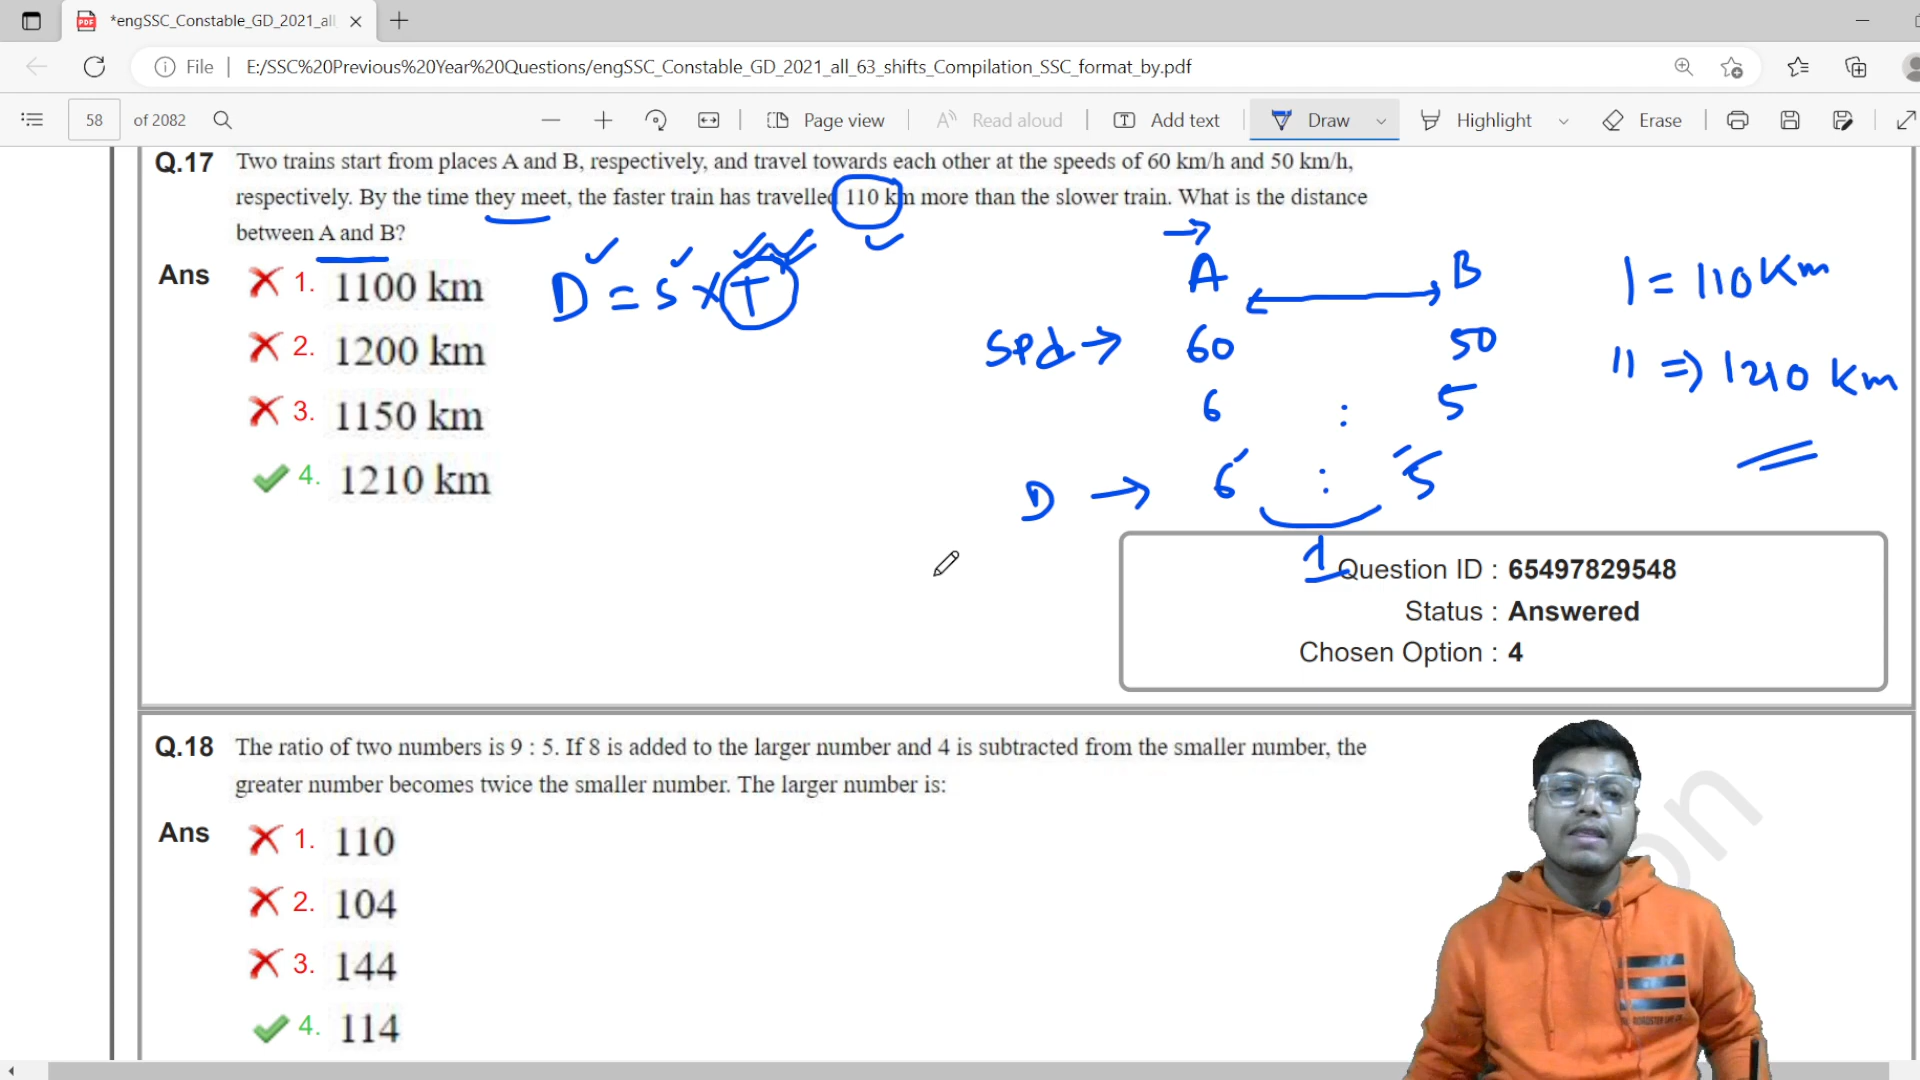 *engSSC_Constable_GD_2021_all
File E:/SSC%20Previous%20Year%20Questions/engSSC_Constable_GD_2021_all_63_shifts_Compilation_SSC_format_by.pdf
58 of 2082 Page view Read aloud Add text Draw Highlight Erase
Q.17 Two trains start from places A and B, respectively, and travel towards each other at the speeds of 60 km/h and 50 km/h,
respectively. By the time they meet, the faster train has travelled 110 km more than the slower train. What is the distance
between A and B?
Ans 1. 1100 km
2. 1200 km
3. 1150 km
4. 1210 km
D = S × T
A B
Spd → 60 50
6 : 5
D → 6 : 5
1
1 = 110 Km
11 ⇒ 1210 Km
Question ID : 65497829548
Status : Answered
Chosen Option : 4
Q.18 The ratio of two numbers is 9 : 5. If 8 is added to the larger number and 4 is subtracted from the smaller number, the
greater number becomes twice the smaller number. The larger number is:
Ans 1. 110
2. 104
3. 144
4. 114